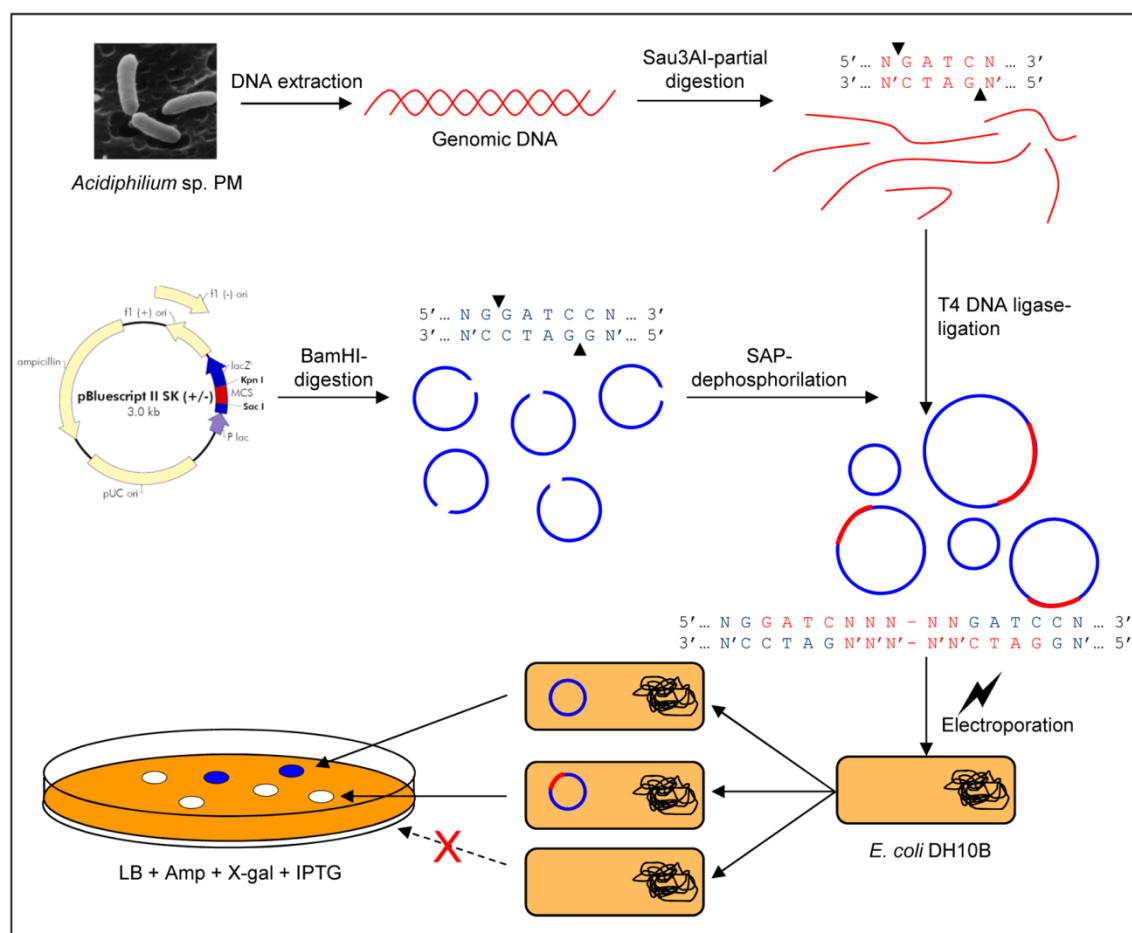 DNA extraction
Sau3AI-partial
digestion
5’… N G A T C N … 3’
3’… N’C T A G N’… 5’
Genomic DNA
Acidiphilium sp. PM
f1 (-) ori
f1 (+) ori
ampicillin
lacZ'
Kpn I
MCS
Sac I
pBluescript II SK (+/-)
3.0 kb
P lac
pUC ori
BamHI-
digestion
5’… N G G A T C C N … 3’
3’… N’C C T A G G N’… 5’
SAP-
dephosphorilation
T4 DNA ligase-
ligation
5’… N G G A T C N N N – N N G A T C C N … 3’
3’… N’C C T A G N’N’N’- N’N’C T A G G N’… 5’
Electroporation
E. coli DH10B
X
LB + Amp + X-gal + IPTG